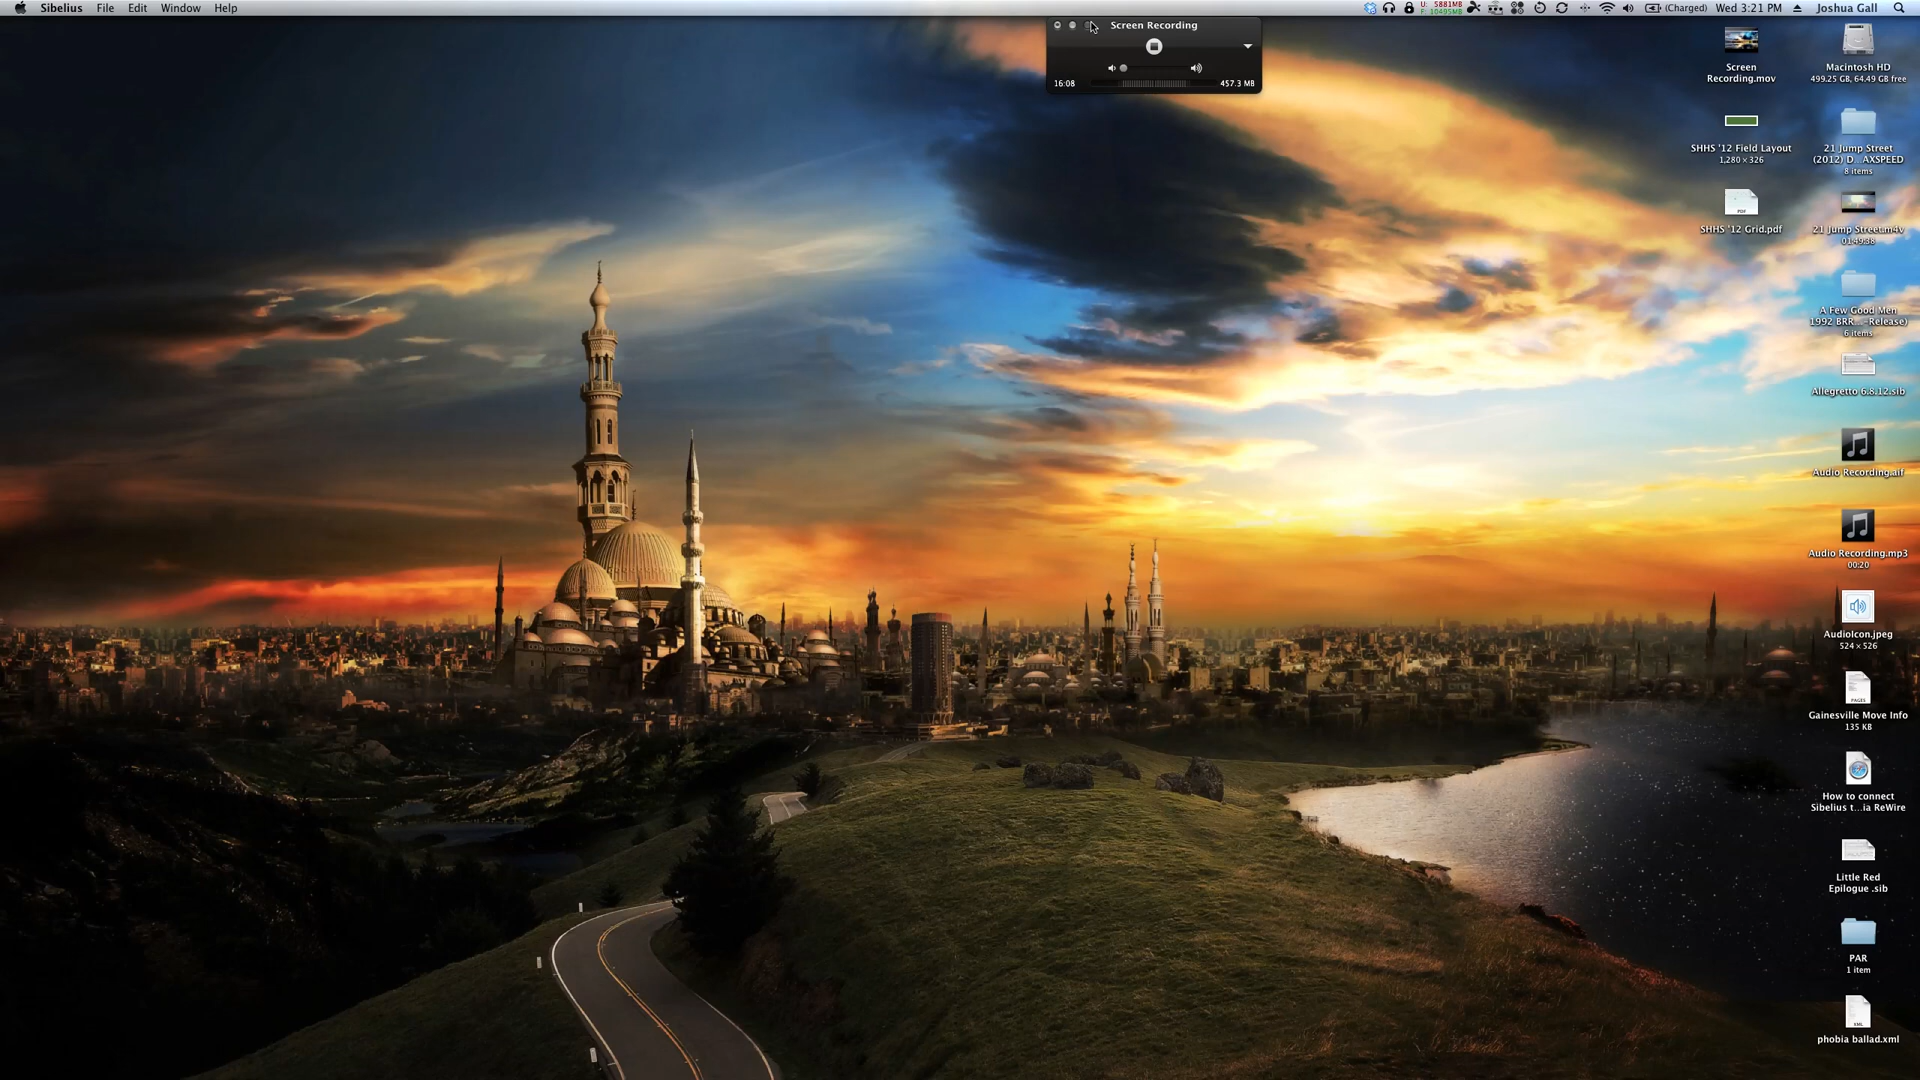 Sibelius File Edit Window Help
U: 5881MB
F: 10495MB
(Charged) Wed 3:21 PM Joshua Gall
Screen Recording
16:08
457.3 MB
Screen
Recording.mov
SHHS '12 Field Layout
1,280 × 326
PDF
SHHS '12 Grid.pdf
Macintosh HD
499.25 GB, 64.49 GB free
21 Jump Street
(2012) D...AXSPEED
8 items
21 Jump Street.m4v
01:49:38
A Few Good Men
1992 BRR...-Release)
6 items
Allegretto 6.8.12.sib
Audio Recording.aif
Audio Recording.mp3
00:20
AudioIcon.jpeg
524 × 526
PAGES
Gainesville Move Info
135 KB
How to connect
Sibelius t...ia ReWire
Little Red
Epilogue .sib
PAR
1 item
XML
phobia ballad.xml